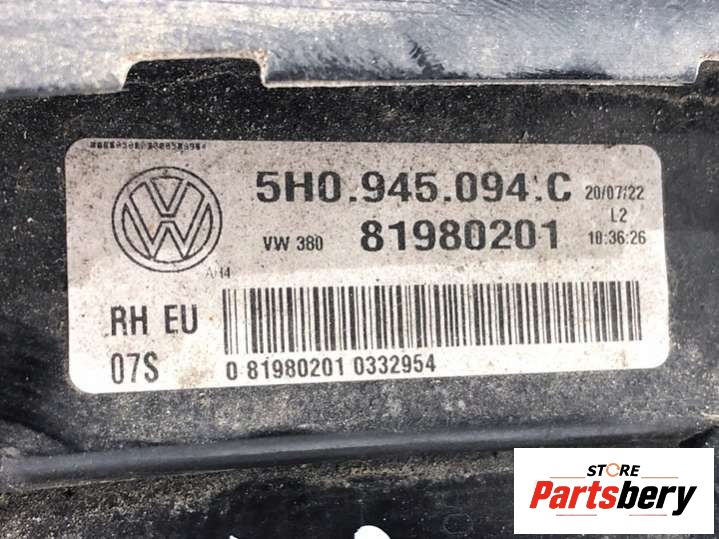 5H0.945.094.C
20/07/22
L2
VW 380
81980201
10:36:26
AH4
RH EU
07S
0 81980201 0332954
STORE
Partsbery